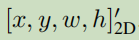 [x, y, w, h]′₂D